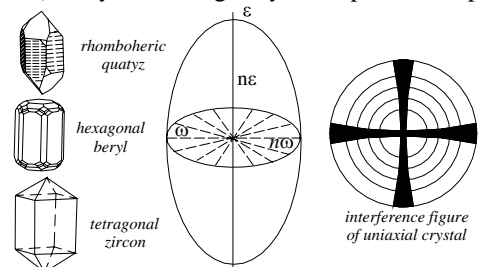 ε
rhomboheric
quatyz
nε
hexagonal
beryl
ω
nω
tetragonal
zircon
interference figure
of uniaxial crystal